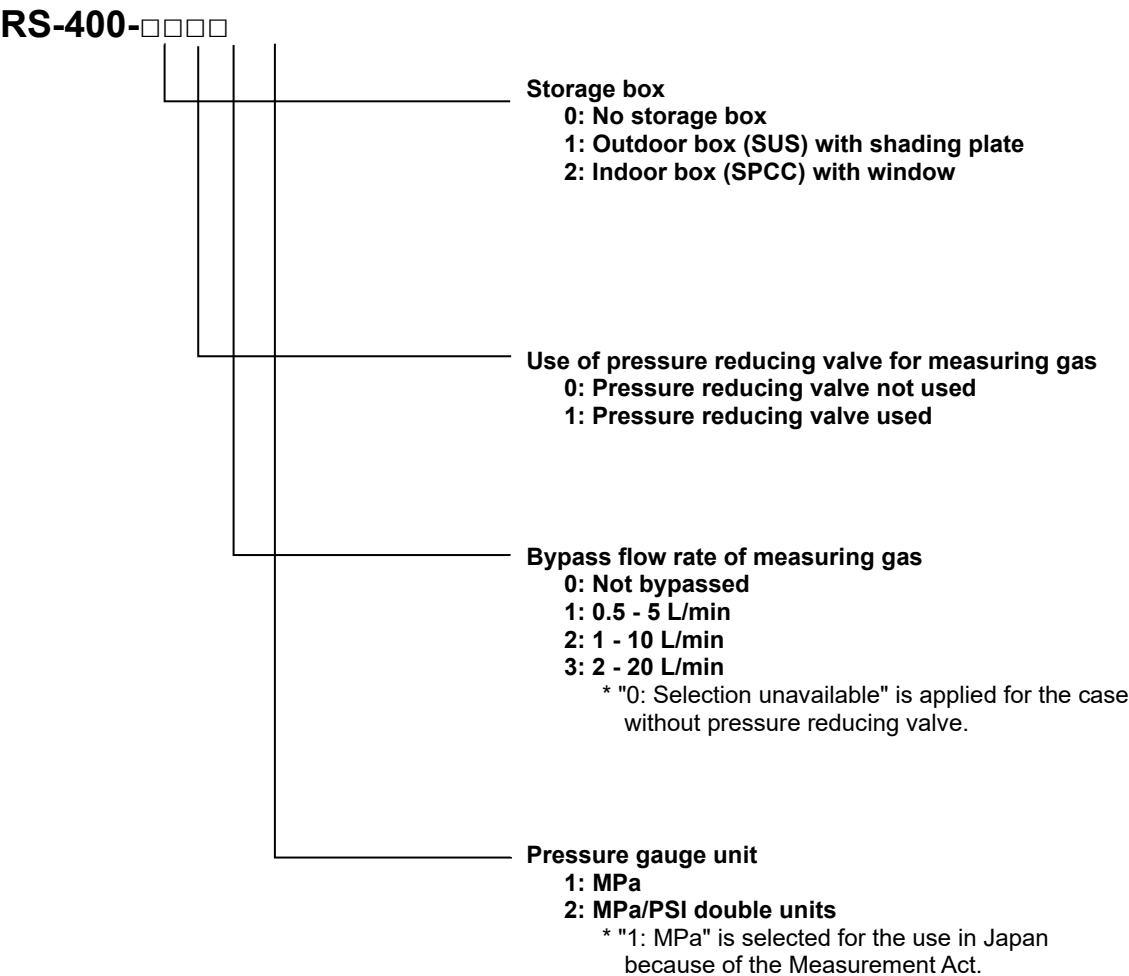 RS-400-□□□□
Storage box
0: No storage box
1: Outdoor box (SUS) with shading plate
2: Indoor box (SPCC) with window
Use of pressure reducing valve for measuring gas
0: Pressure reducing valve not used
1: Pressure reducing valve used
Bypass flow rate of measuring gas
0: Not bypassed
1: 0.5 - 5 L/min
2: 1 - 10 L/min
3: 2 - 20 L/min
* "0: Selection unavailable" is applied for the case
without pressure reducing valve.
Pressure gauge unit
1: MPa
2: MPa/PSI double units
* "1: MPa" is selected for the use in Japan
because of the Measurement Act.